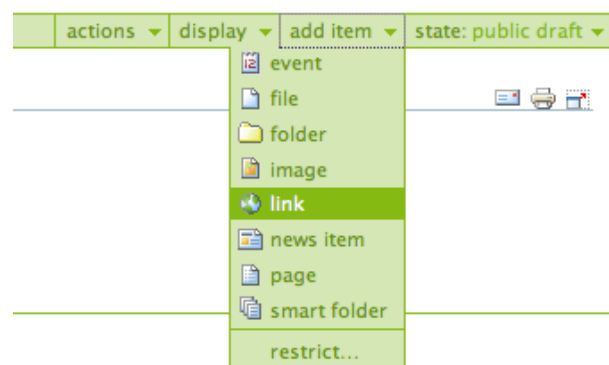 actions display add item state: public draft
event
file
folder
image
link
news item
page
smart folder
restrict...